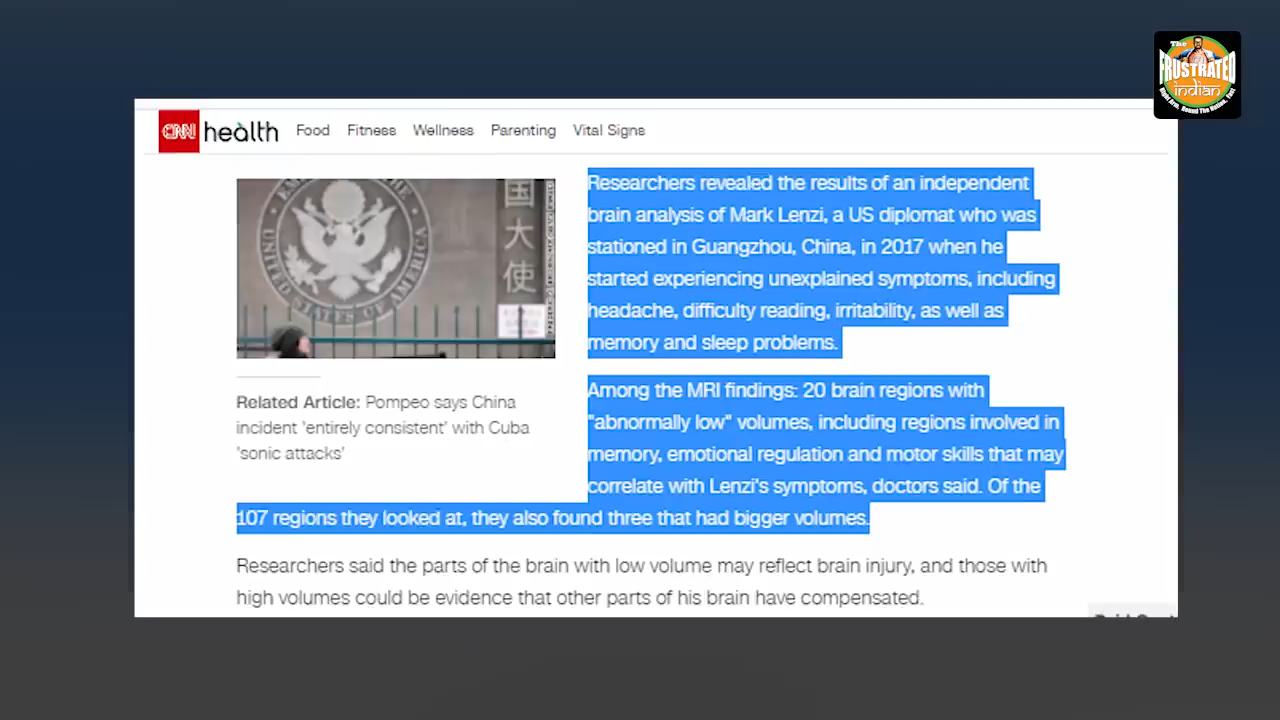 The
FRUSTRATED
indian
CNN health Food Fitness Wellness Parenting Vital Signs
UNITED STATES OF AMERICA
国
大
使
Related Article: Pompeo says China
incident 'entirely consistent' with Cuba
'sonic attacks'
Researchers revealed the results of an independent
brain analysis of Mark Lenzi, a US diplomat who was
stationed in Guangzhou, China, in 2017 when he
started experiencing unexplained symptoms, including
headache, difficulty reading, irritability, as well as
memory and sleep problems.
Among the MRI findings: 20 brain regions with
"abnormally low" volumes, including regions involved in
memory, emotional regulation and motor skills that may
correlate with Lenzi's symptoms, doctors said. Of the
107 regions they looked at, they also found three that had bigger volumes.
Researchers said the parts of the brain with low volume may reflect brain injury, and those with
high volumes could be evidence that other parts of his brain have compensated.